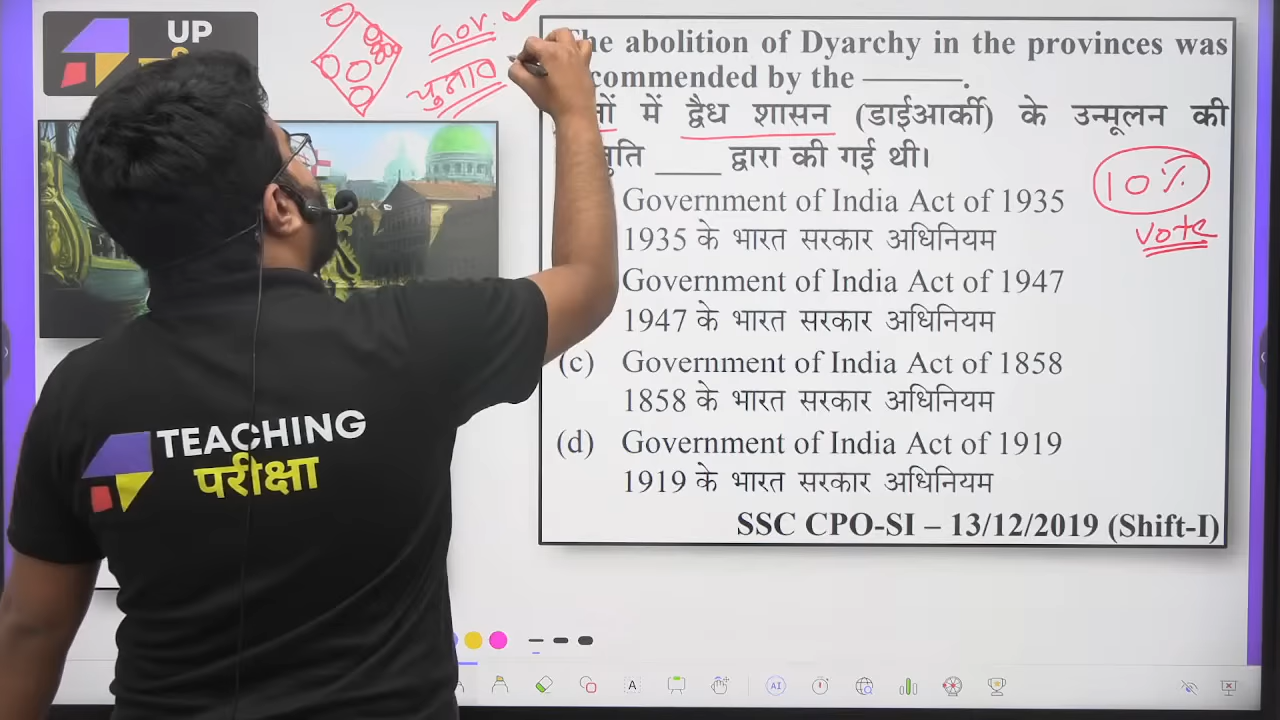 UP
Gov.
चुनाव
The abolition of Dyarchy in the provinces was
commended by the ______.
में द्वैध शासन (डाईआर्की) के उन्मूलन की
____ द्वारा की गई थी।
Government of India Act of 1935
1935 के भारत सरकार अधिनियम
10%
vote
Government of India Act of 1947
1947 के भारत सरकार अधिनियम
(c) Government of India Act of 1858
1858 के भारत सरकार अधिनियम
(d) Government of India Act of 1919
1919 के भारत सरकार अधिनियम
SSC CPO-SI – 13/12/2019 (Shift-I)
TEACHING
परीक्षा
A
AI